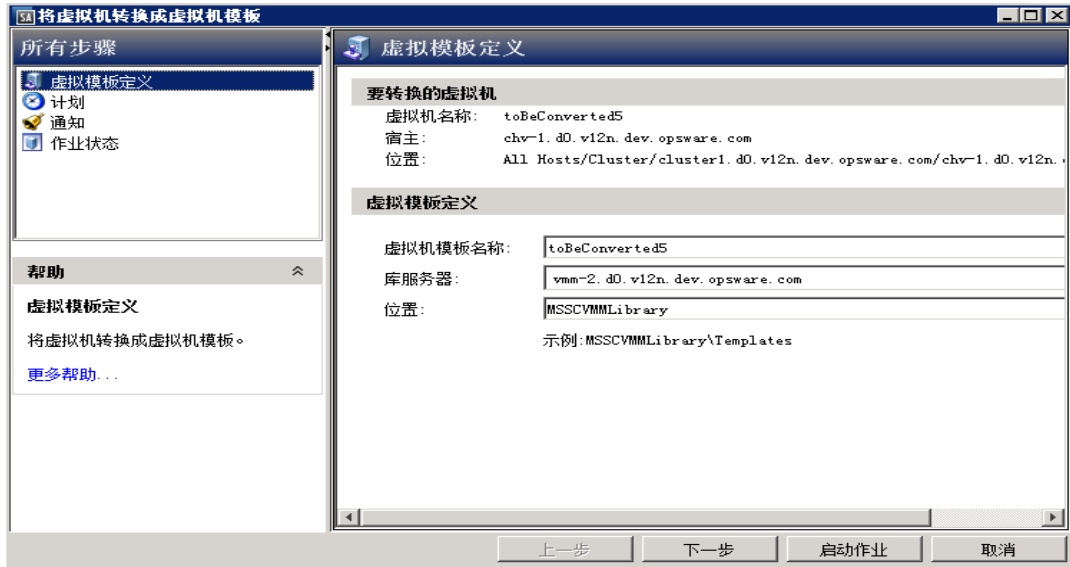 SA 将虚拟机转换成虚拟机模板
所有步骤
虚拟模板定义
计划
通知
作业状态
帮助
虚拟模板定义
将虚拟机转换成虚拟机模板。
更多帮助...
虚拟模板定义
要转换的虚拟机
虚拟机名称: toBeConverted5
宿主: chv-1.d0.v12n.dev.opsware.com
位置: All Hosts/Cluster/cluster1.d0.v12n.dev.opsware.com/chv-1.d0.v12n.
虚拟模板定义
虚拟机模板名称: toBeConverted5
库服务器: vmm-2.d0.v12n.dev.opsware.com
位置: MSSCVMMLibrary
示例:MSSCVMMLibrary\Templates
上一步 下一步 启动作业 取消